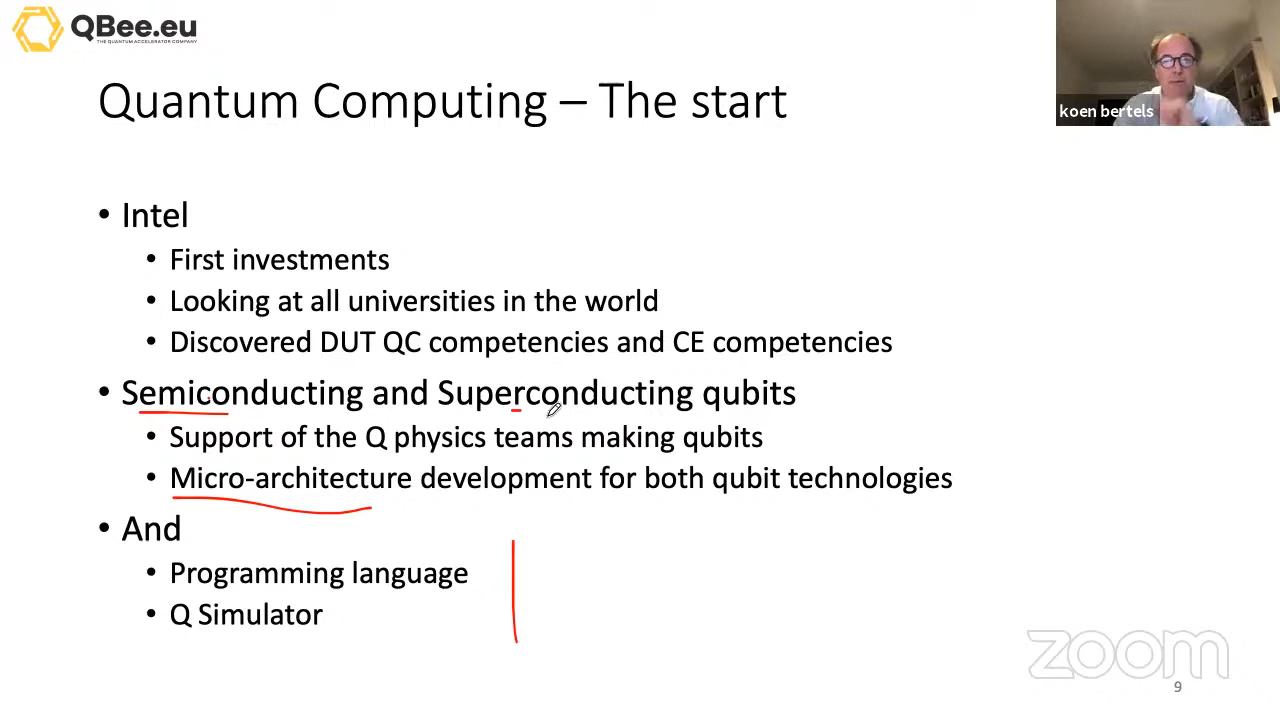 QBee.eu
THE QUANTUM ACCELERATOR COMPANY
koen bertels
Quantum Computing – The start
• Intel
• First investments
• Looking at all universities in the world
• Discovered DUT QC competencies and CE competencies
• Semiconducting and Superconducting qubits
• Support of the Q physics teams making qubits
• Micro-architecture development for both qubit technologies
• And
• Programming language
• Q Simulator
zoom
9